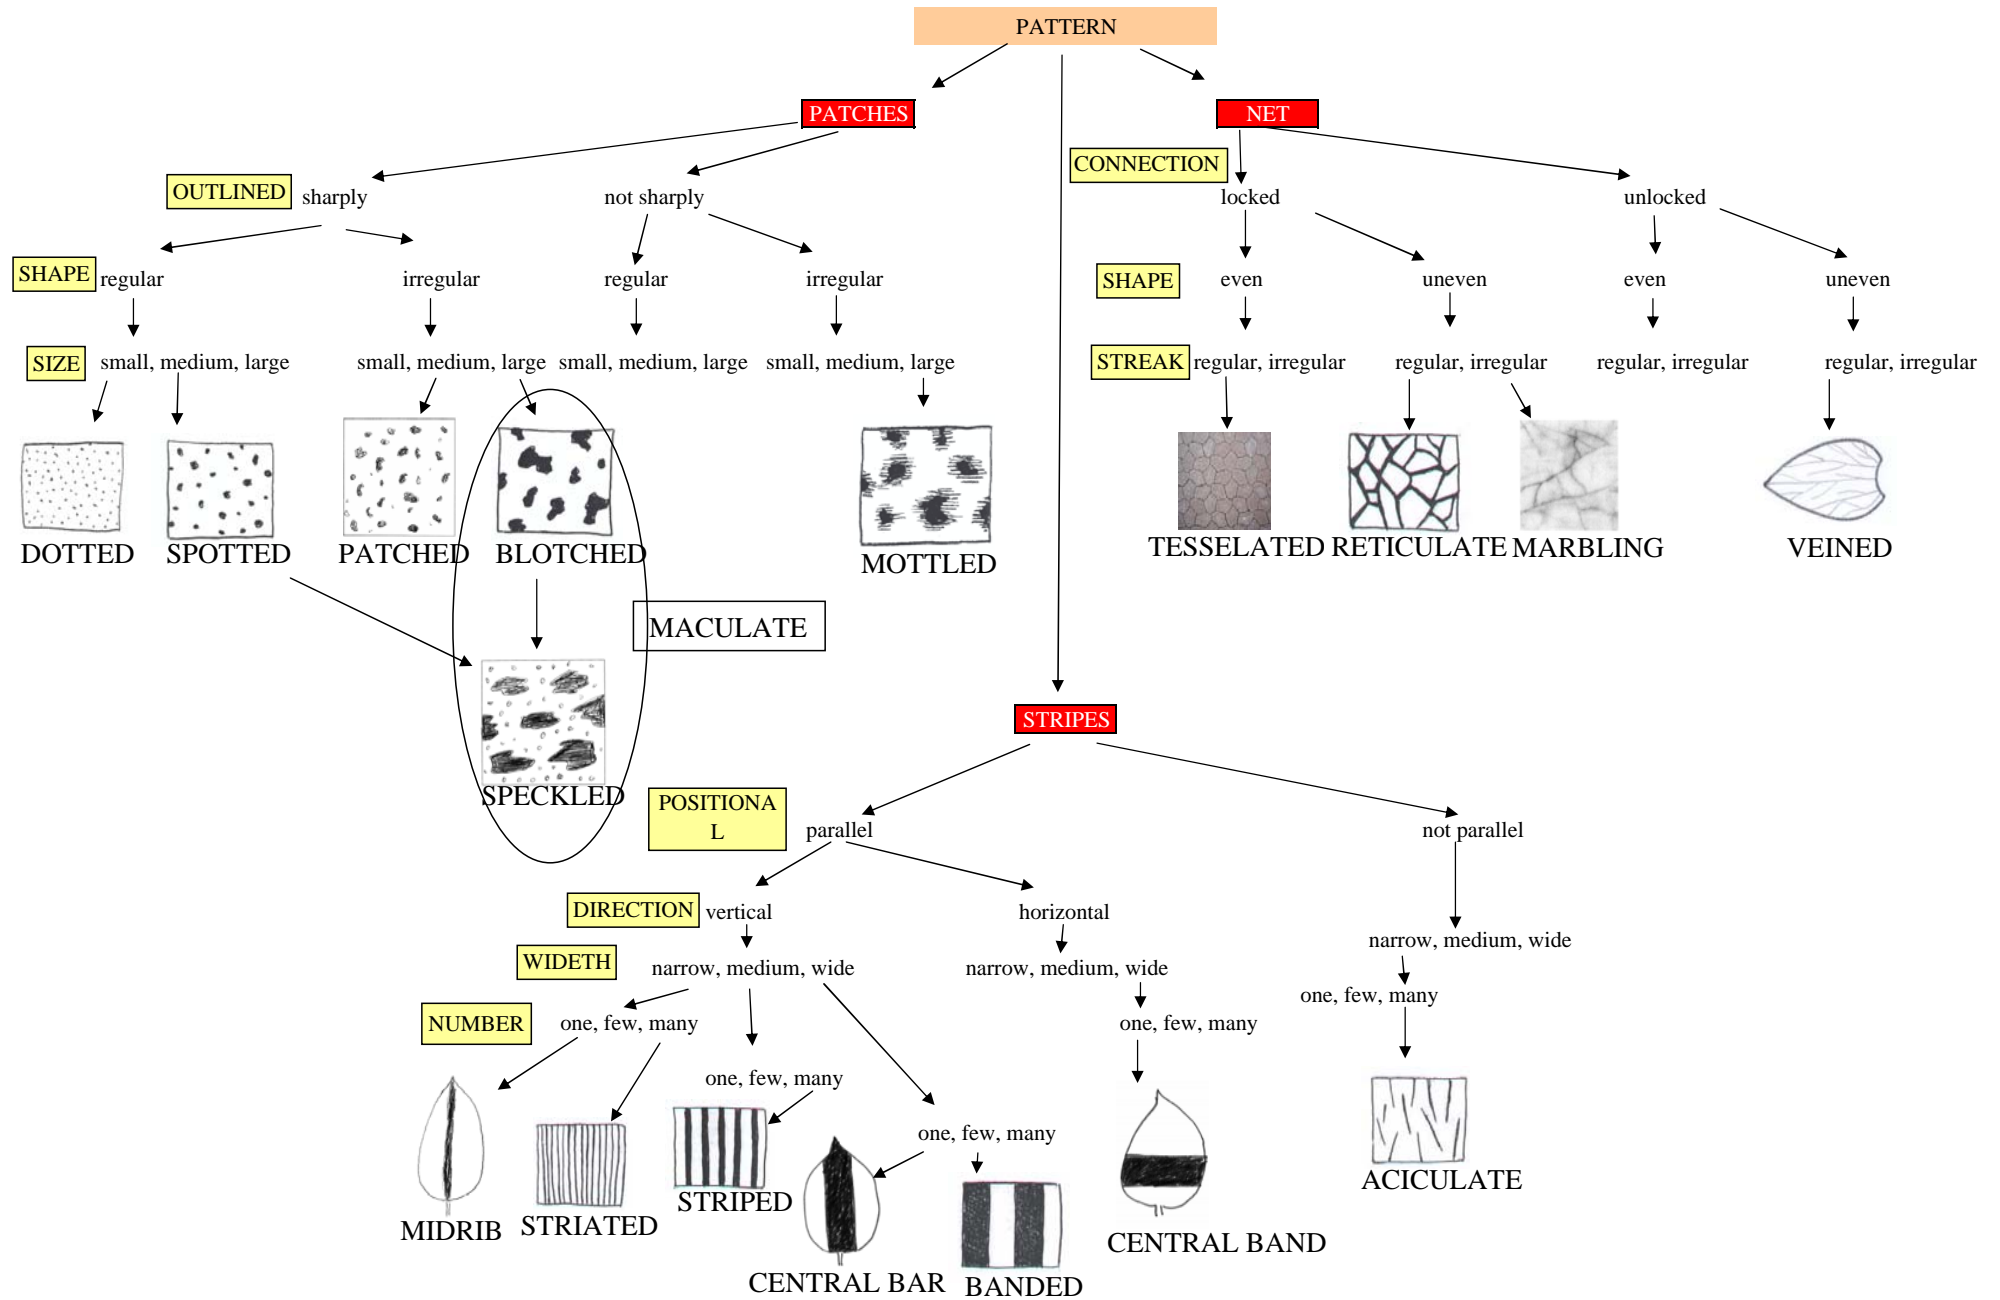 PATTERN
PATCHES
NET
CONNECTION
OUTLINED
sharply
not sharply
locked
unlocked
SHAPE
regular
irregular
regular
irregular
SHAPE
even
uneven
even
uneven
SIZE
small, medium, large
small, medium, large
small, medium, large
small, medium, large
STREAK
regular, irregular
regular, irregular
regular, irregular
regular, irregular
DOTTED
SPOTTED
PATCHED
BLOTCHED
MOTTLED
TESSELATED
RETICULATE
MARBLING
VEINED
MACULATE
SPECKLED
STRIPES
POSITIONA
L
parallel
not parallel
DIRECTION
vertical
horizontal
narrow, medium, wide
WIDETH
narrow, medium, wide
narrow, medium, wide
one, few, many
NUMBER
one, few, many
one, few, many
one, few, many
one, few, many
MIDRIB
STRIATED
STRIPED
CENTRAL BAR
BANDED
CENTRAL BAND
ACICULATE